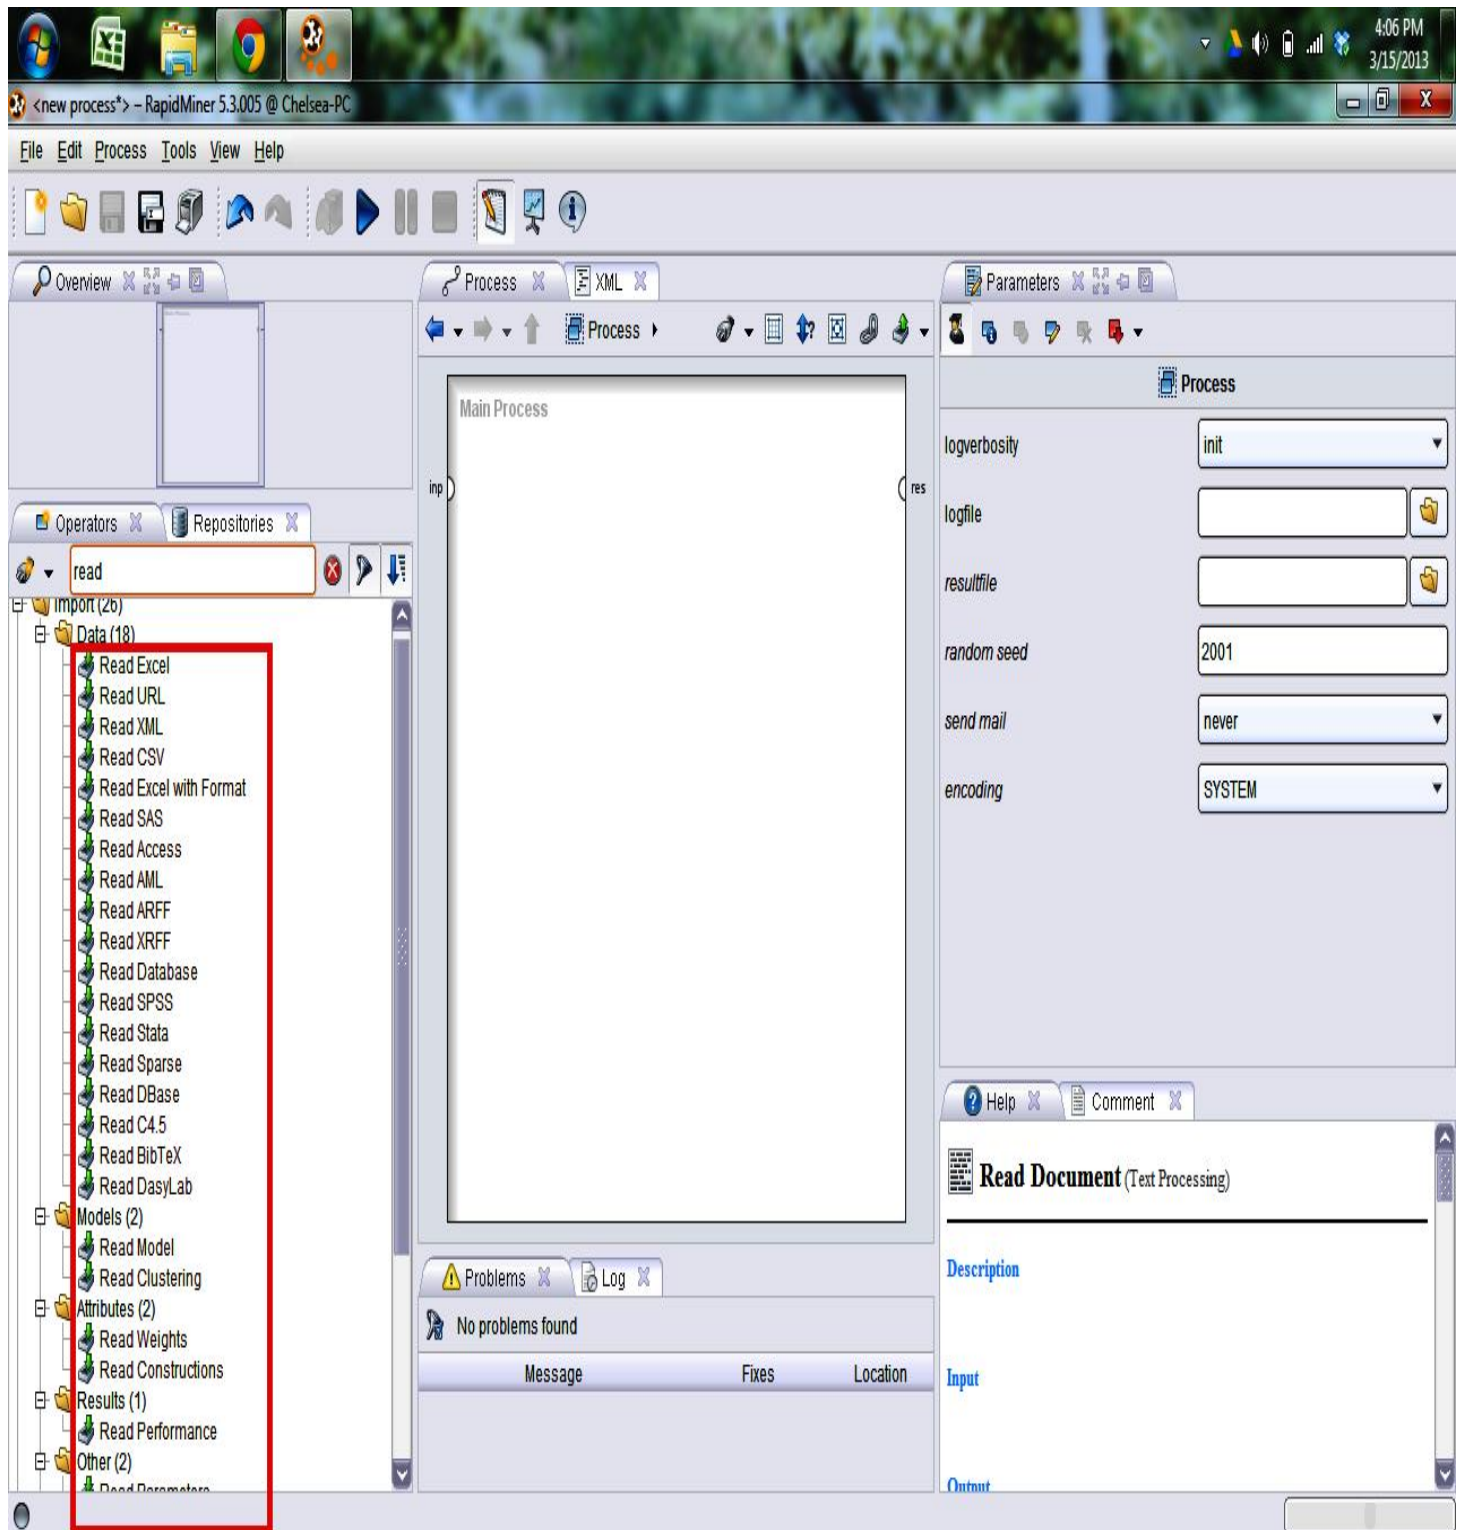 4:06 PM
3/15/2013
<new process*> – RapidMiner 5.3.005 @ Chelsea-PC
File Edit Process Tools View Help
Overview
Operators Repositories
read
Import (26)
Data (18)
Read Excel
Read URL
Read XML
Read CSV
Read Excel with Format
Read SAS
Read Access
Read AML
Read ARFF
Read XRFF
Read Database
Read SPSS
Read Stata
Read Sparse
Read DBase
Read C4.5
Read BibTeX
Read DasyLab
Models (2)
Read Model
Read Clustering
Attributes (2)
Read Weights
Read Constructions
Results (1)
Read Performance
Other (2)
Read Parameters
Process XML
Process
Main Process
inp
res
Problems Log
No problems found
Message Fixes Location
Parameters
Process
logverbosity init
logfile
resultfile
random seed 2001
send mail never
encoding SYSTEM
Help Comment
Read Document (Text Processing)
Description
Input
Output